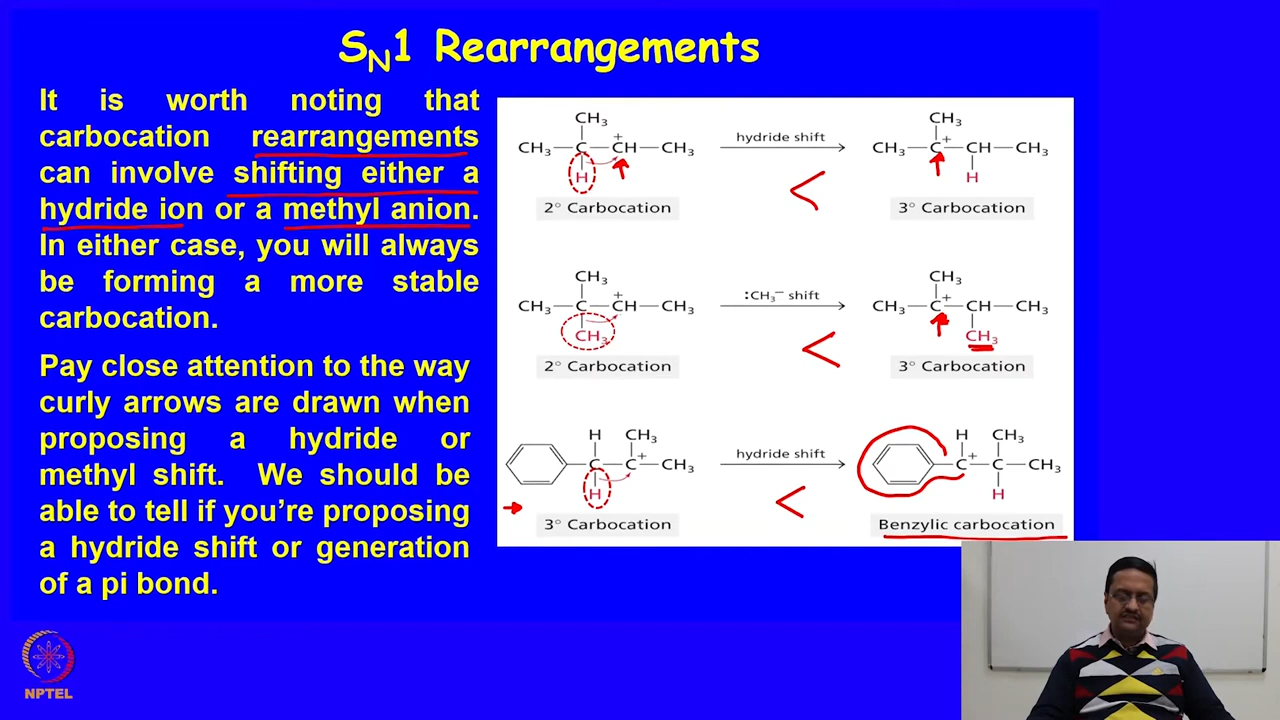 S_N1 Rearrangements
It is worth noting that
carbocation rearrangements
can involve shifting either a
hydride ion or a methyl anion.
In either case, you will always
be forming a more stable
carbocation.
Pay close attention to the way
curly arrows are drawn when
proposing a hydride or
methyl shift. We should be
able to tell if you’re proposing
a hydride shift or generation
of a pi bond.
CH₃ CH₃
CH₃—C—CH—CH₃ hydride shift CH₃—C—CH—CH₃
+ +
H H
< 
2° Carbocation 3° Carbocation
CH₃ CH₃
CH₃—C—CH—CH₃ :CH₃⁻ shift CH₃—C—CH—CH₃
+ +
CH₃ CH₃
<
2° Carbocation 3° Carbocation
H CH₃ H CH₃
C—C—CH₃ hydride shift C—C—CH₃
+ +
H H
<
3° Carbocation Benzylic carbocation
NPTEL